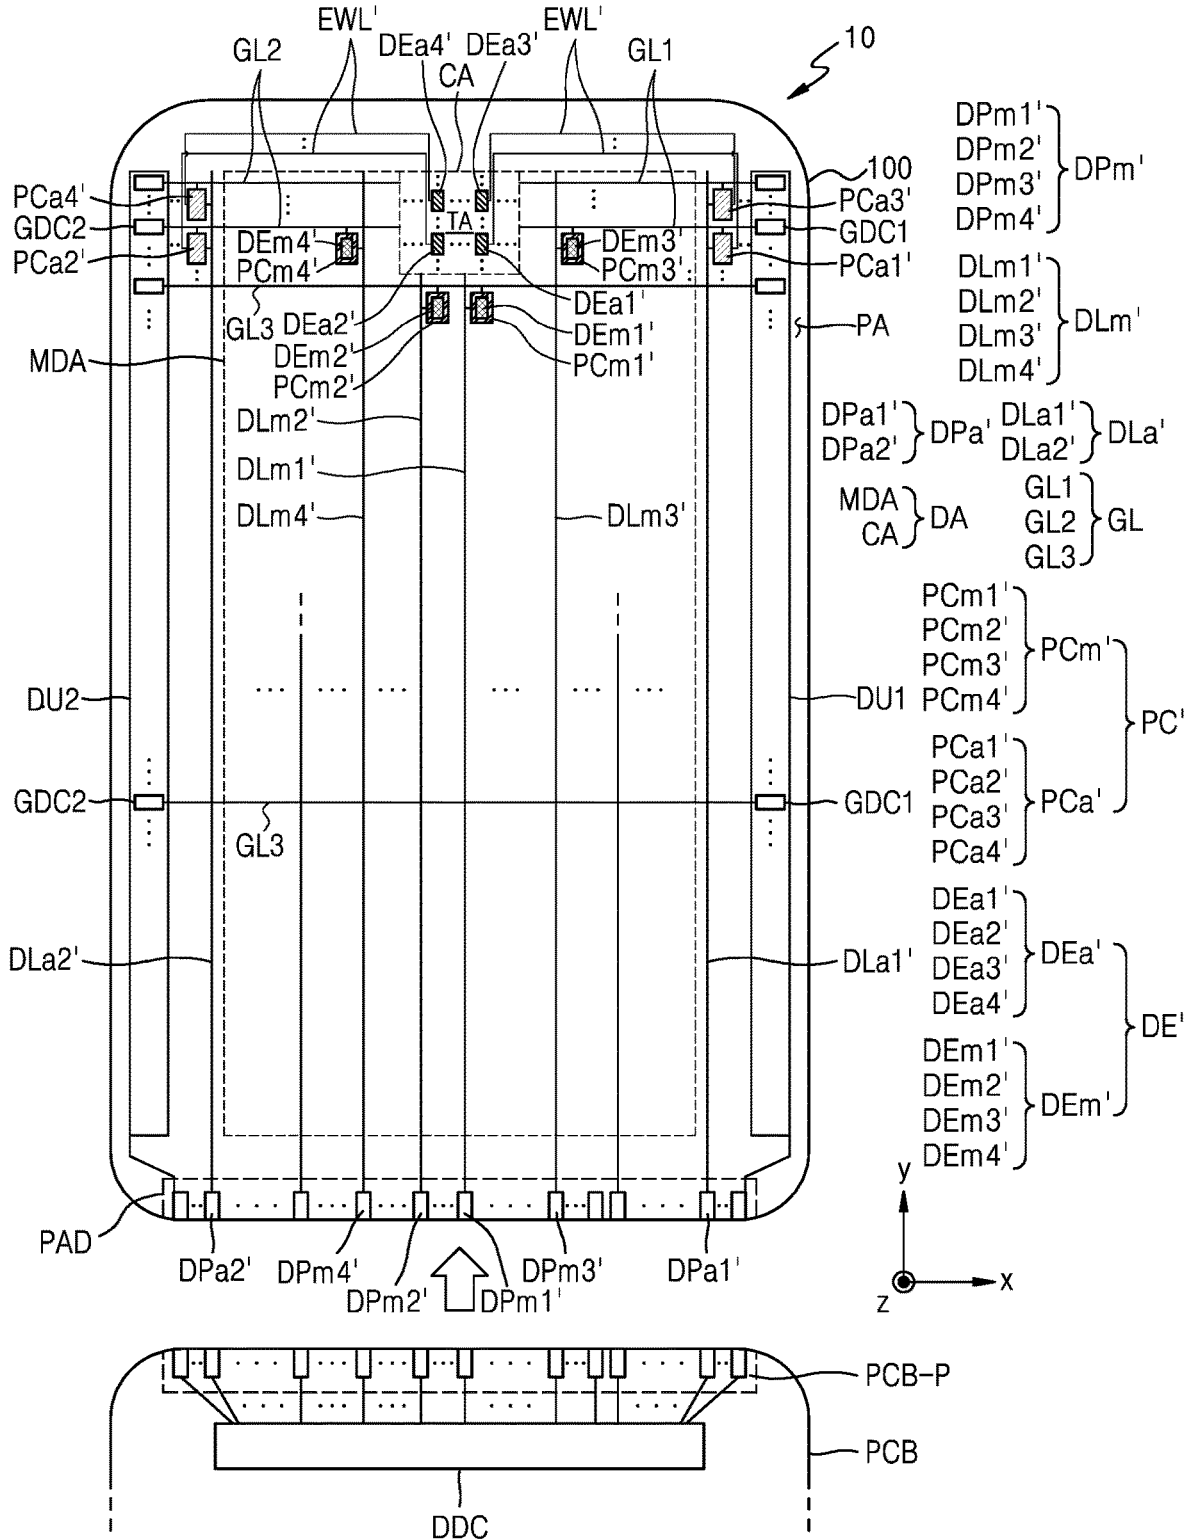 EWL' EWL'
DEa4' DEa3'
GL2 CA GL1
10
100
PCa4' PCa3'
GDC2 TA GDC1
PCa2' DEm4' DEm3' PCa1'
PCm4' PCm3'
GL3 DEa2' DEa1' PA
DEm2' DEm1'
MDA PCm2' PCm1'
DLm2'
DLm1'
DLm4' DLm3'
DU2 DU1
GDC2 GDC1
GL3
DLa2' DLa1'
PAD
DPa2' DPm4' DPm3' DPa1'
DPm2' DPm1'
PCB-P
PCB
DDC
DPm1'
DPm2' DPm'
DPm3'
DPm4'
DLm1'
DLm2' DLm'
DLm3'
DLm4'
DPa1' DPa' DLa1' DLa'
DPa2' DLa2'
MDA DA GL1
CA GL2 GL
GL3
PCm1'
PCm2' PCm'
PCm3'
PCm4'
PC'
PCa1'
PCa2' PCa'
PCa3'
PCa4'
DEa1'
DEa2' DEa'
DEa3'
DEa4'
DE'
DEm1'
DEm2' DEm'
DEm3'
DEm4'
y
x
z